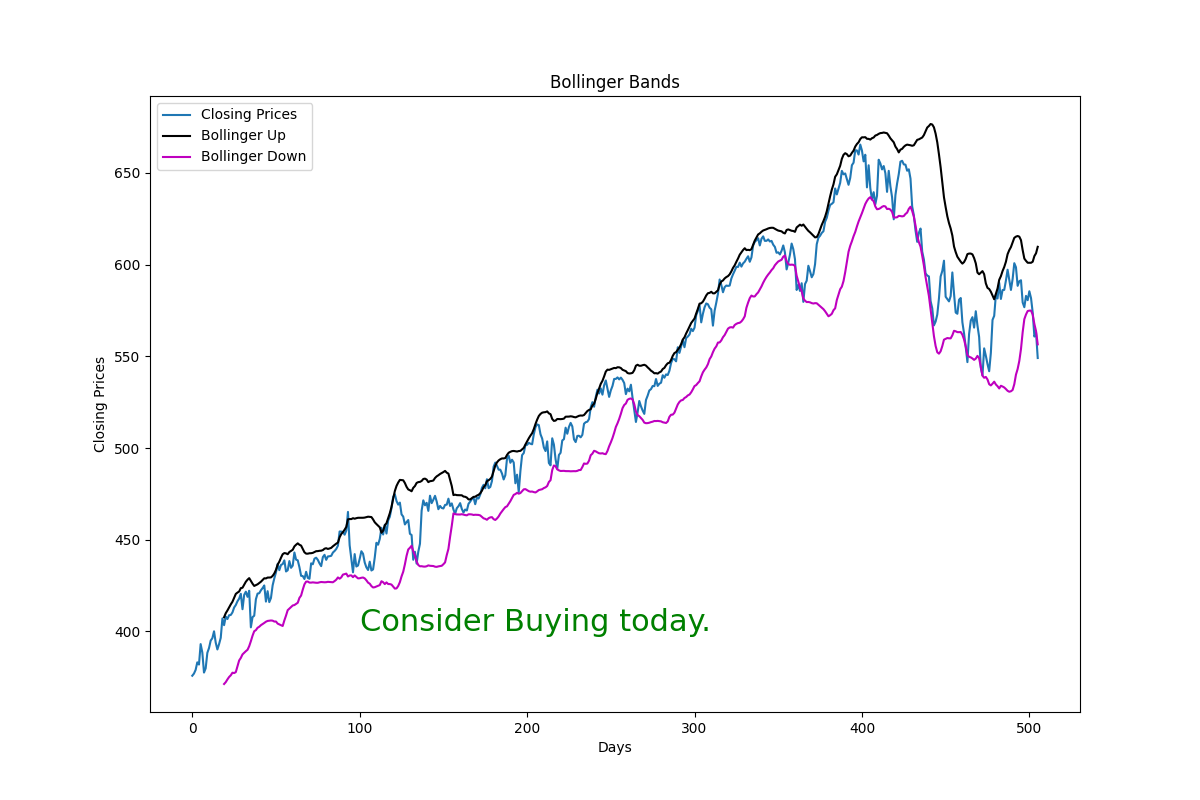 Bollinger Bands
Closing Prices
Bollinger Up
Bollinger Down
650
600
550
500
450
400
Closing Prices
Consider Buying today.
0 100 200 300 400 500
Days